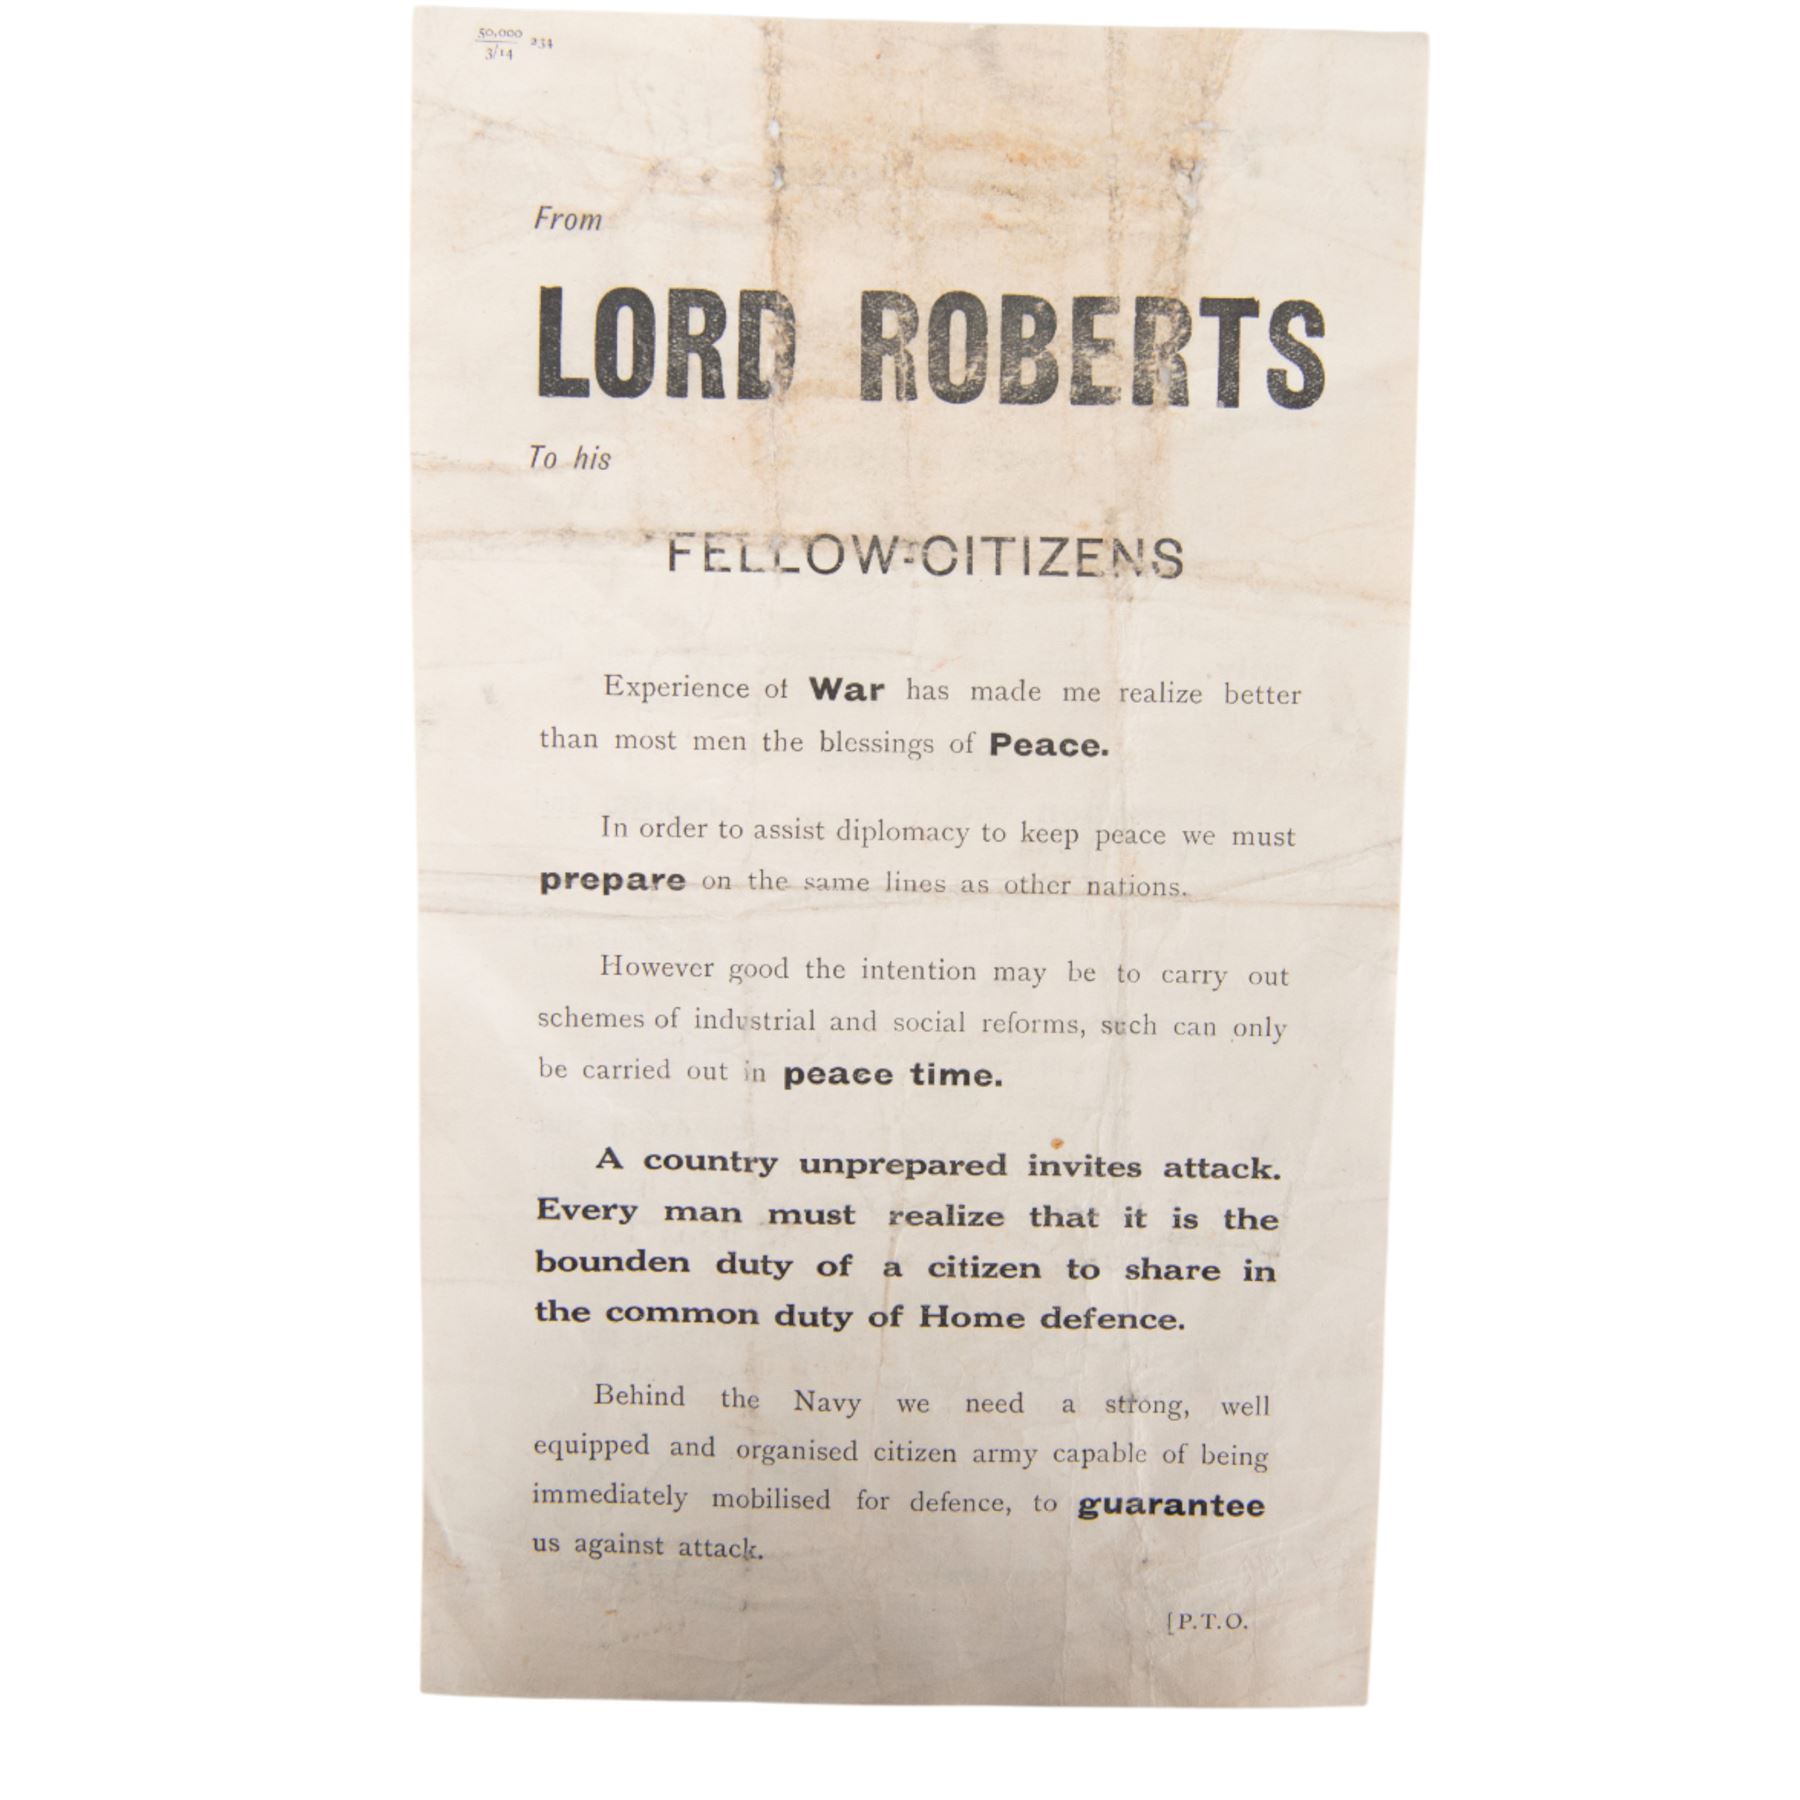 50,000
3/14 234
From
LORD ROBERTS
To his
FELLOW-CITIZENS
Experience of War has made me realize better
than most men the blessings of Peace.
In order to assist diplomacy to keep peace we must
prepare on the same lines as other nations.
However good the intention may be to carry out
schemes of industrial and social reforms, such can only
be carried out in peace time.
A country unprepared invites attack.
Every man must realize that it is the
bounden duty of a citizen to share in
the common duty of Home defence.
Behind the Navy we need a strong, well
equipped and organised citizen army capable of being
immediately mobilised for defence, to guarantee
us against attack.
[P.T.O.